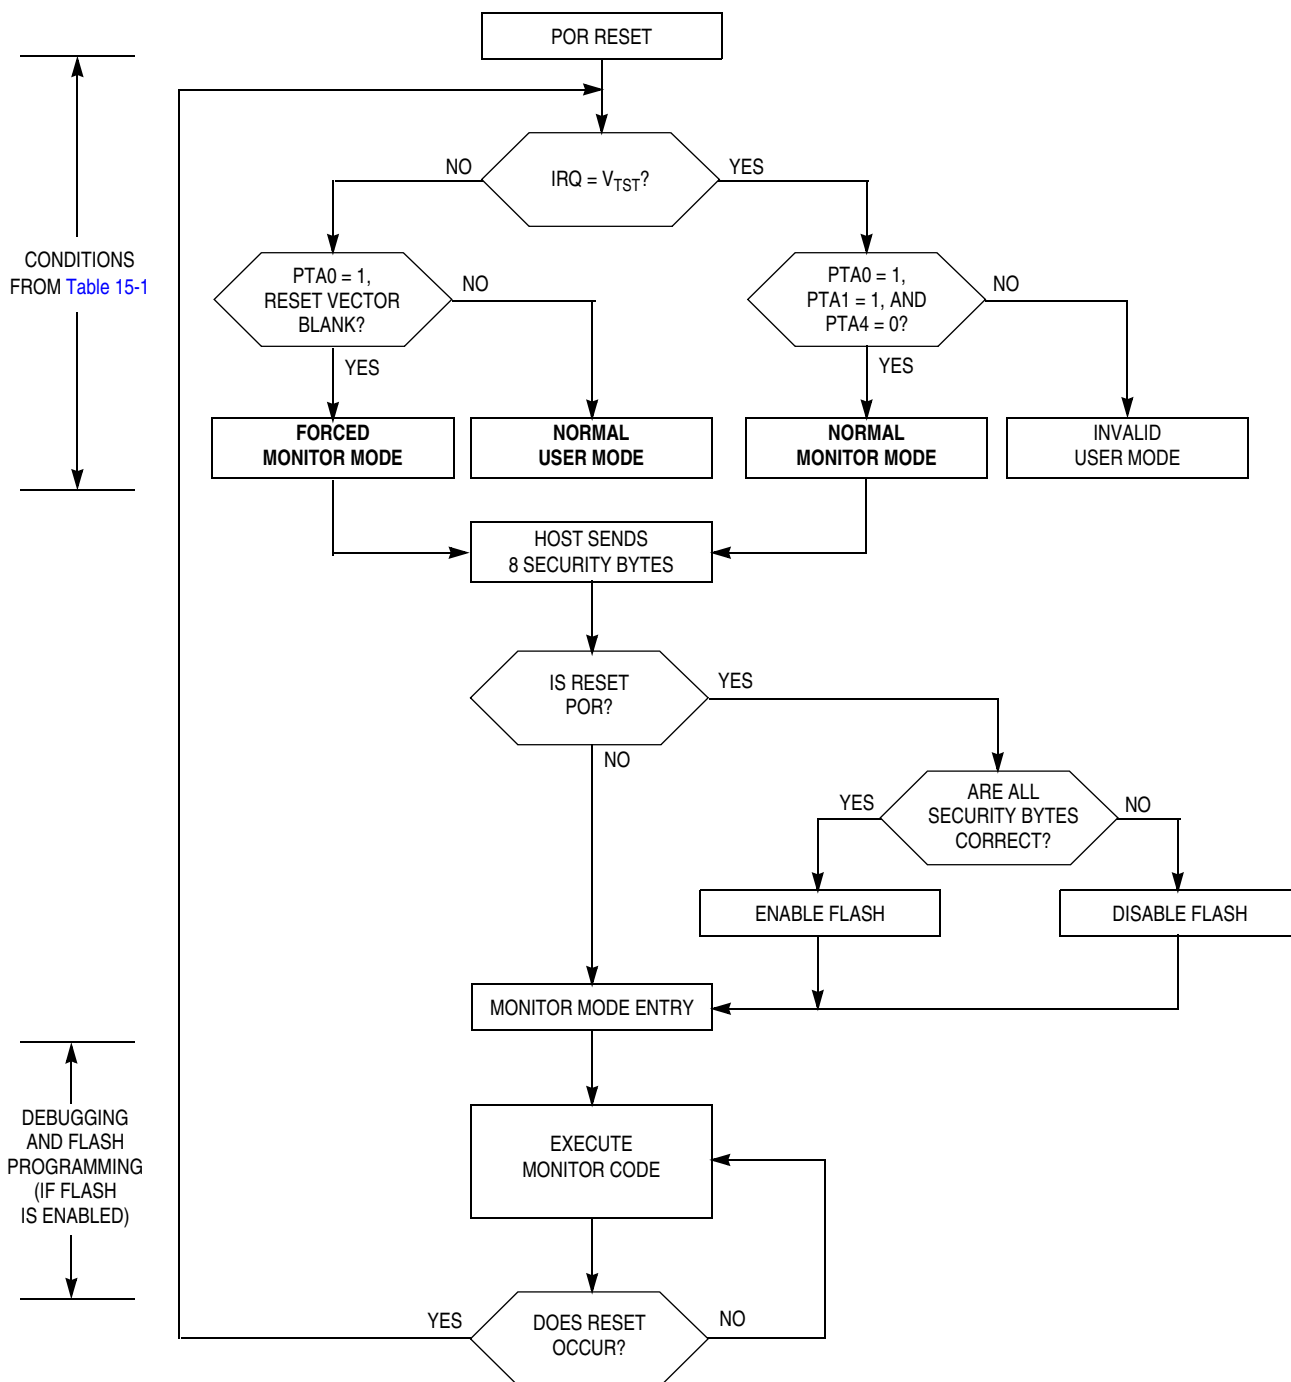 POR RESET
NO
YES
IRQ = VTST?
CONDITIONS
FROM Table 15-1
PTA0 = 1,
RESET VECTOR
BLANK?
NO
YES
PTA0 = 1,
PTA1 = 1, AND
PTA4 = 0?
NO
YES
FORCED
MONITOR MODE
NORMAL
USER MODE
NORMAL
MONITOR MODE
INVALID
USER MODE
HOST SENDS
8 SECURITY BYTES
IS RESET
POR?
YES
NO
ARE ALL
SECURITY BYTES
CORRECT?
YES
NO
ENABLE FLASH
DISABLE FLASH
MONITOR MODE ENTRY
DEBUGGING
AND FLASH
PROGRAMMING
(IF FLASH
IS ENABLED)
EXECUTE
MONITOR CODE
YES
DOES RESET
OCCUR?
NO